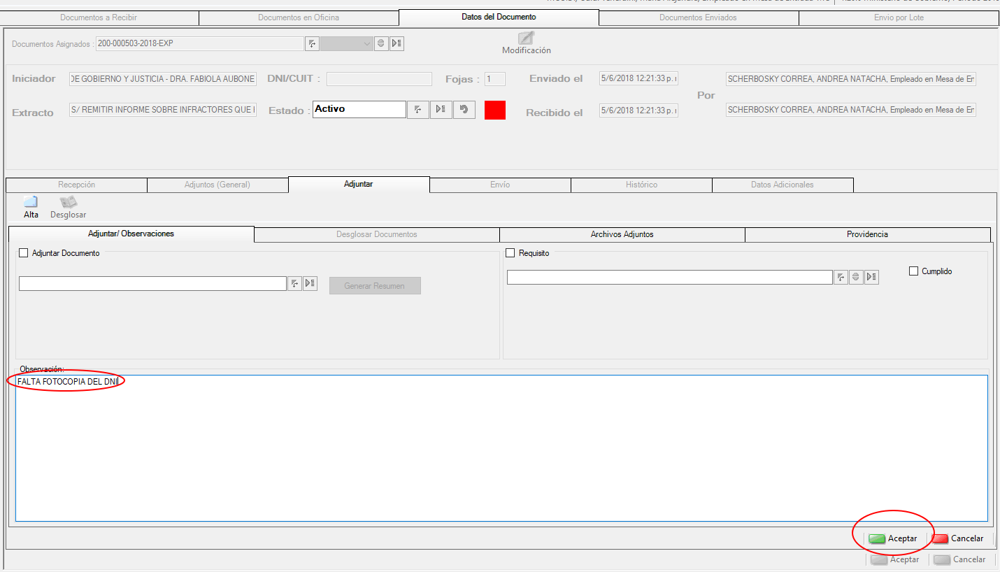 Documentos a Recibir
Documentos en Oficina
Datos del Documento
Documentos Enviados
Envio por Lote
Documentos Asignados :
200-000503-2018-EXP
Modificación
Iniciador
DE GOBIERNO Y JUSTICIA - DRA. FABIOLA AUBONE
DNI/CUIT :
Fojas :
1
Enviado el
5/6/2018 12:21:33 p.
SCHERBOSKY CORREA, ANDREA NATACHA, Empleado en Mesa de En
Por
Extracto
S/ REMITIR INFORME SOBRE INFRACTORES QUE
Estado :
Activo
Recibido el
5/6/2018 12:21:33 p.
SCHERBOSKY CORREA, ANDREA NATACHA, Empleado en Mesa de En
Recepción
Adjuntos (General)
Adjuntar
Envío
Histórico
Datos Adicionales
Alta
Desglosar
Adjuntar/ Observaciones
Desglosar Documentos
Archivos Adjuntos
Providencia
Adjuntar Documento
Requisito
Cumplido
Generar Resumen
Observación:
FALTA FOTOCOPIA DEL DNI
Aceptar
Cancelar
Aceptar
Cancelar